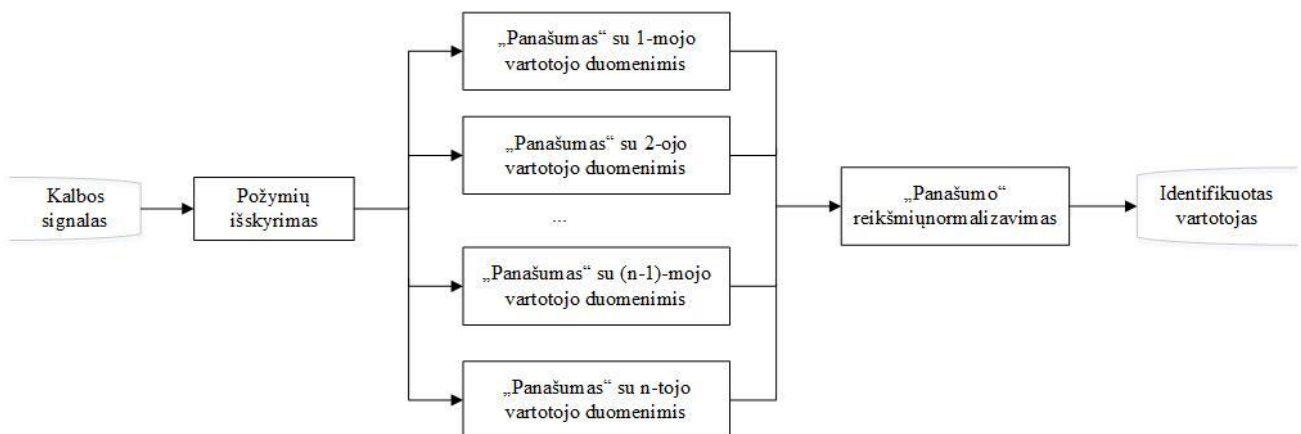 Kalbos
signalas
Požymių
išskyrimas
„Panašumas“ su 1-mojo
vartotojo duomenimis
„Panašumas“ su 2-ojo
vartotojo duomenimis
...
„Panašumas“ su (n-1)-mojo
vartotojo duomenimis
„Panašumas“ su n-tojo
vartotojo duomenimis
„Panašumo“
reikšmiųnormalizavimas
Identifikuotas
vartotojas